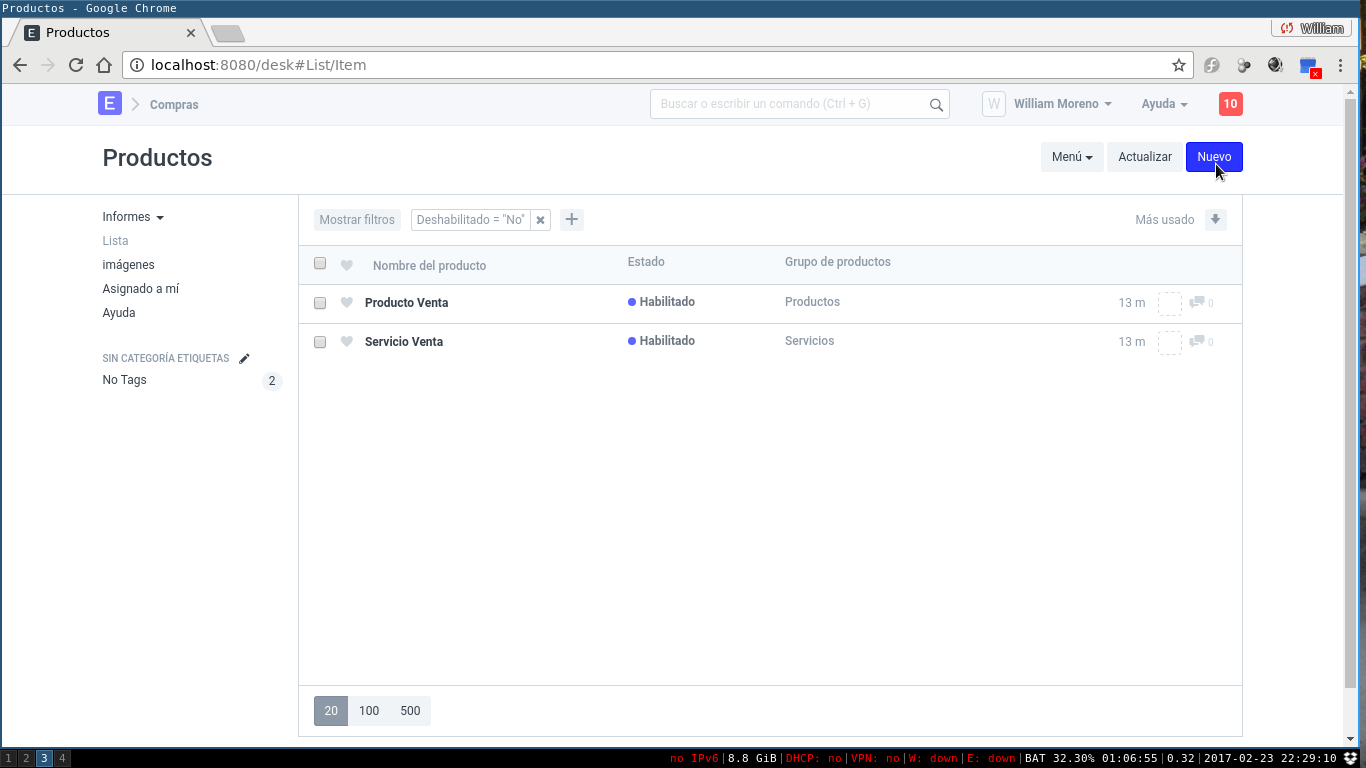 Productos - Google Chrome
E Productos
William
localhost:8080/desk#List/Item
E Compras
Buscar o escribir un comando (Ctrl + G)
W William Moreno Ayuda 10
Productos
Menú Actualizar Nuevo
Informes
Lista
imágenes
Asignado a mí
Ayuda
SIN CATEGORÍA ETIQUETAS
No Tags 2
Mostrar filtros Deshabilitado = "No" Más usado
Nombre del producto Estado Grupo de productos
Producto Venta Habilitado Productos 13 m 0
Servicio Venta Habilitado Servicios 13 m 0
20 100 500
1 2 3 4 no IPv6|8.8 GiB|DHCP: no|VPN: no|W: down|E: down|BAT 32.30% 01:06:55|0.32|2017-02-23 22:29:10